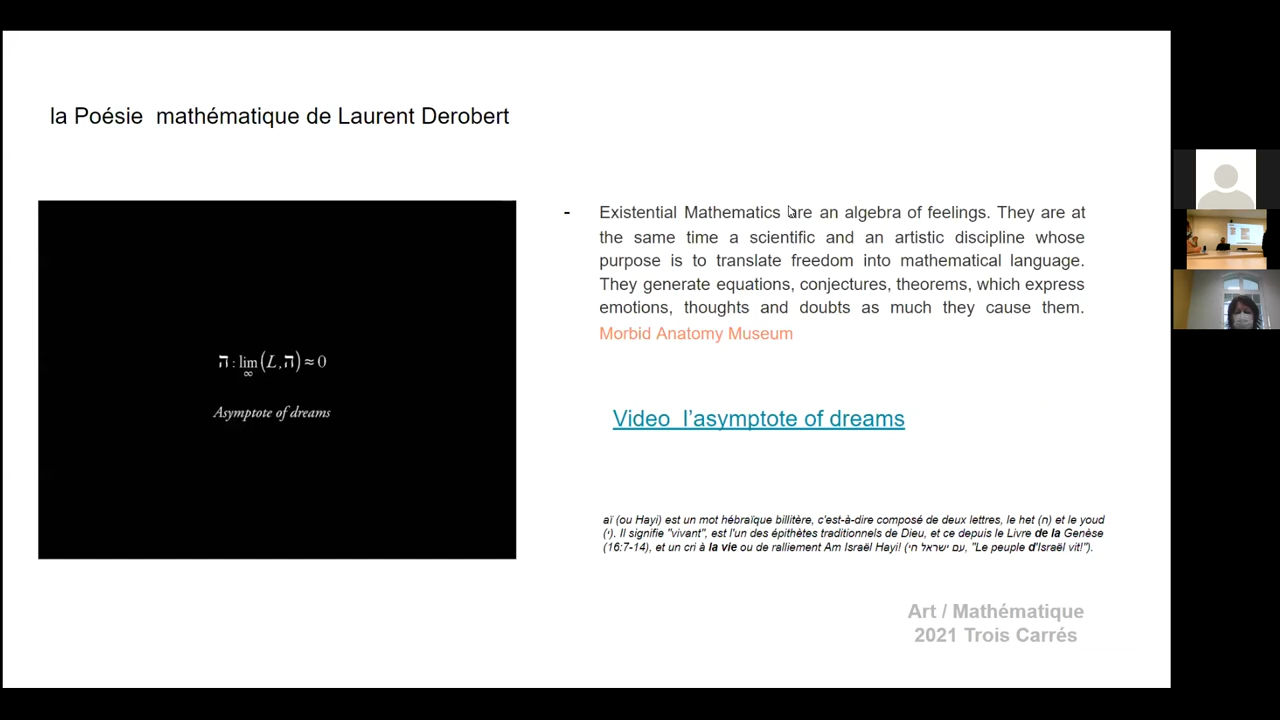 la Poésie  mathématique de Laurent Derobert
ה : lim (L, ה) ≈ 0
∞
Asymptote of dreams
- Existential Mathematics are an algebra of feelings. They are at
the same time a scientific and an artistic discipline whose
purpose is to translate freedom into mathematical language.
They generate equations, conjectures, theorems, which express
emotions, thoughts and doubts as much they cause them.
Morbid Anatomy Museum
Video  l’asymptote of dreams
aï (ou Hayi) est un mot hébraïque billitère, c'est-à-dire composé de deux lettres, le het (ח) et le youd
(י). Il signifie "vivant", est l'un des épithètes traditionnels de Dieu, et ce depuis le Livre de la Genèse
(16:7-14), et un cri à la vie ou de ralliement Am Israël Hayi! (עם ישראל חי, "Le peuple d'Israël vit!").
Art / Mathématique
2021 Trois Carrés